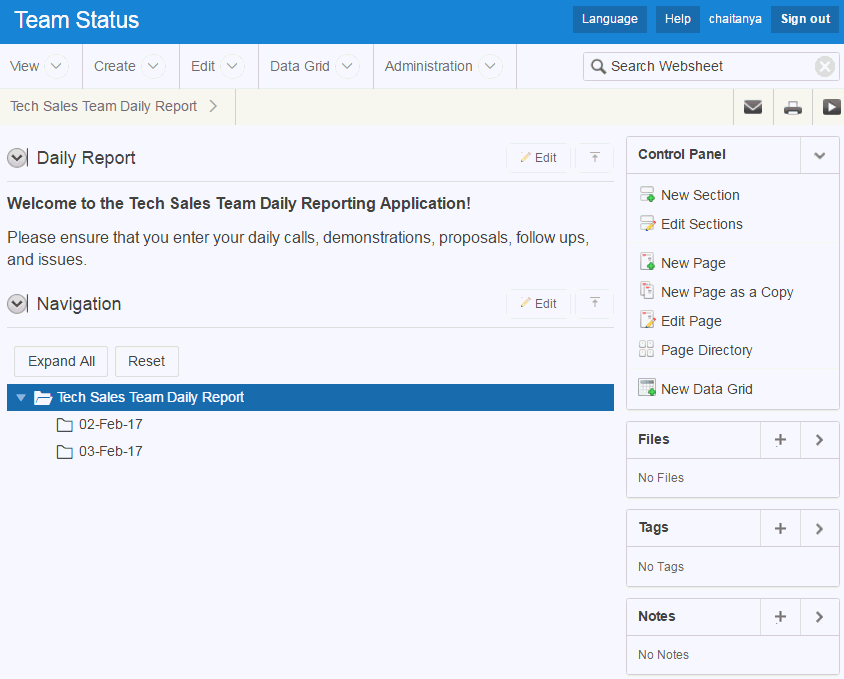 Team Status
Language Help chaitanya Sign out
View Create Edit Data Grid Administration Search Websheet
Tech Sales Team Daily Report
Daily Report Edit
Welcome to the Tech Sales Team Daily Reporting Application!
Please ensure that you enter your daily calls, demonstrations, proposals, follow ups,
and issues.
Navigation Edit
Expand All Reset
Tech Sales Team Daily Report
02-Feb-17
03-Feb-17
Control Panel
New Section
Edit Sections
New Page
New Page as a Copy
Edit Page
Page Directory
New Data Grid
Files
No Files
Tags
No Tags
Notes
No Notes